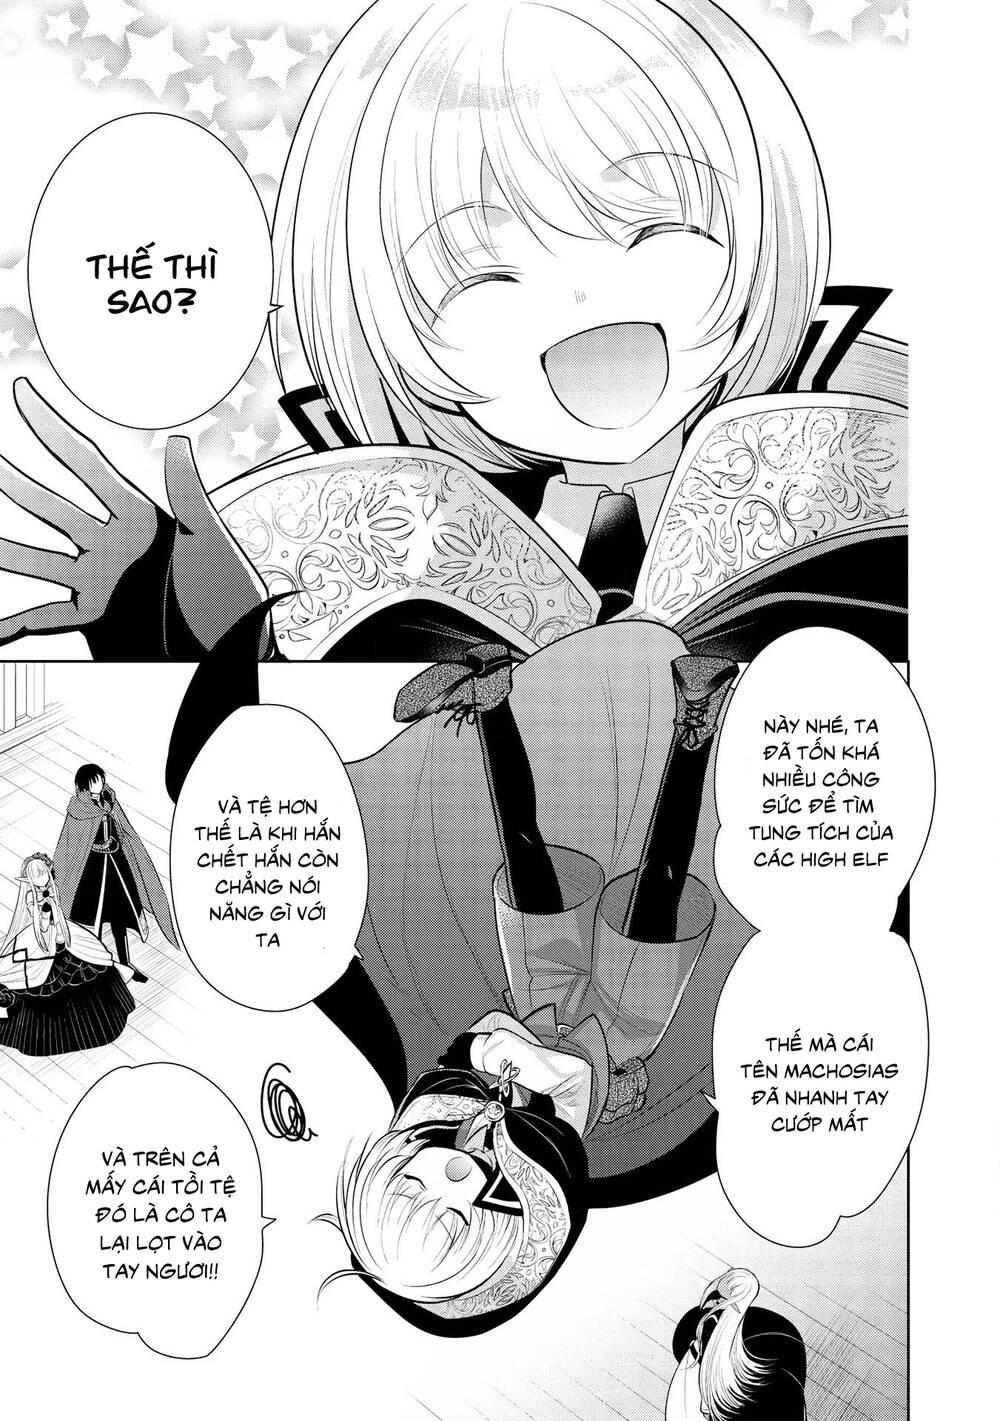 THẾ THÌ
SAO?
NÀY NHÉ, TA
ĐÃ TỐN KHÁ
NHIỀU CÔNG
SỨC ĐỂ TÌM
TUNG TÍCH CỦA
CÁC HIGH ELF
THẾ MÀ CÁI
TÊN MACHOSIAS
ĐÃ NHANH TAY
CƯỚP MẤT
VÀ TỆ HƠN
THẾ LÀ KHI HẮN
CHẾT HẮN CÒN
CHẲNG NÓI
NĂNG GÌ VỚI
TA
VÀ TRÊN CẢ
MẤY CÁI TỒI TỆ
ĐÓ LÀ CÔ TA
LẠI LỌT VÀO
TAY NGƯƠI!!